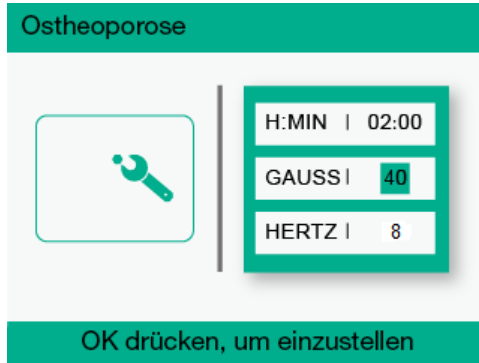 Ostheoporose
H:MIN | 02:00
GAUSS | 40
HERTZ | 8
OK drücken, um einzustellen